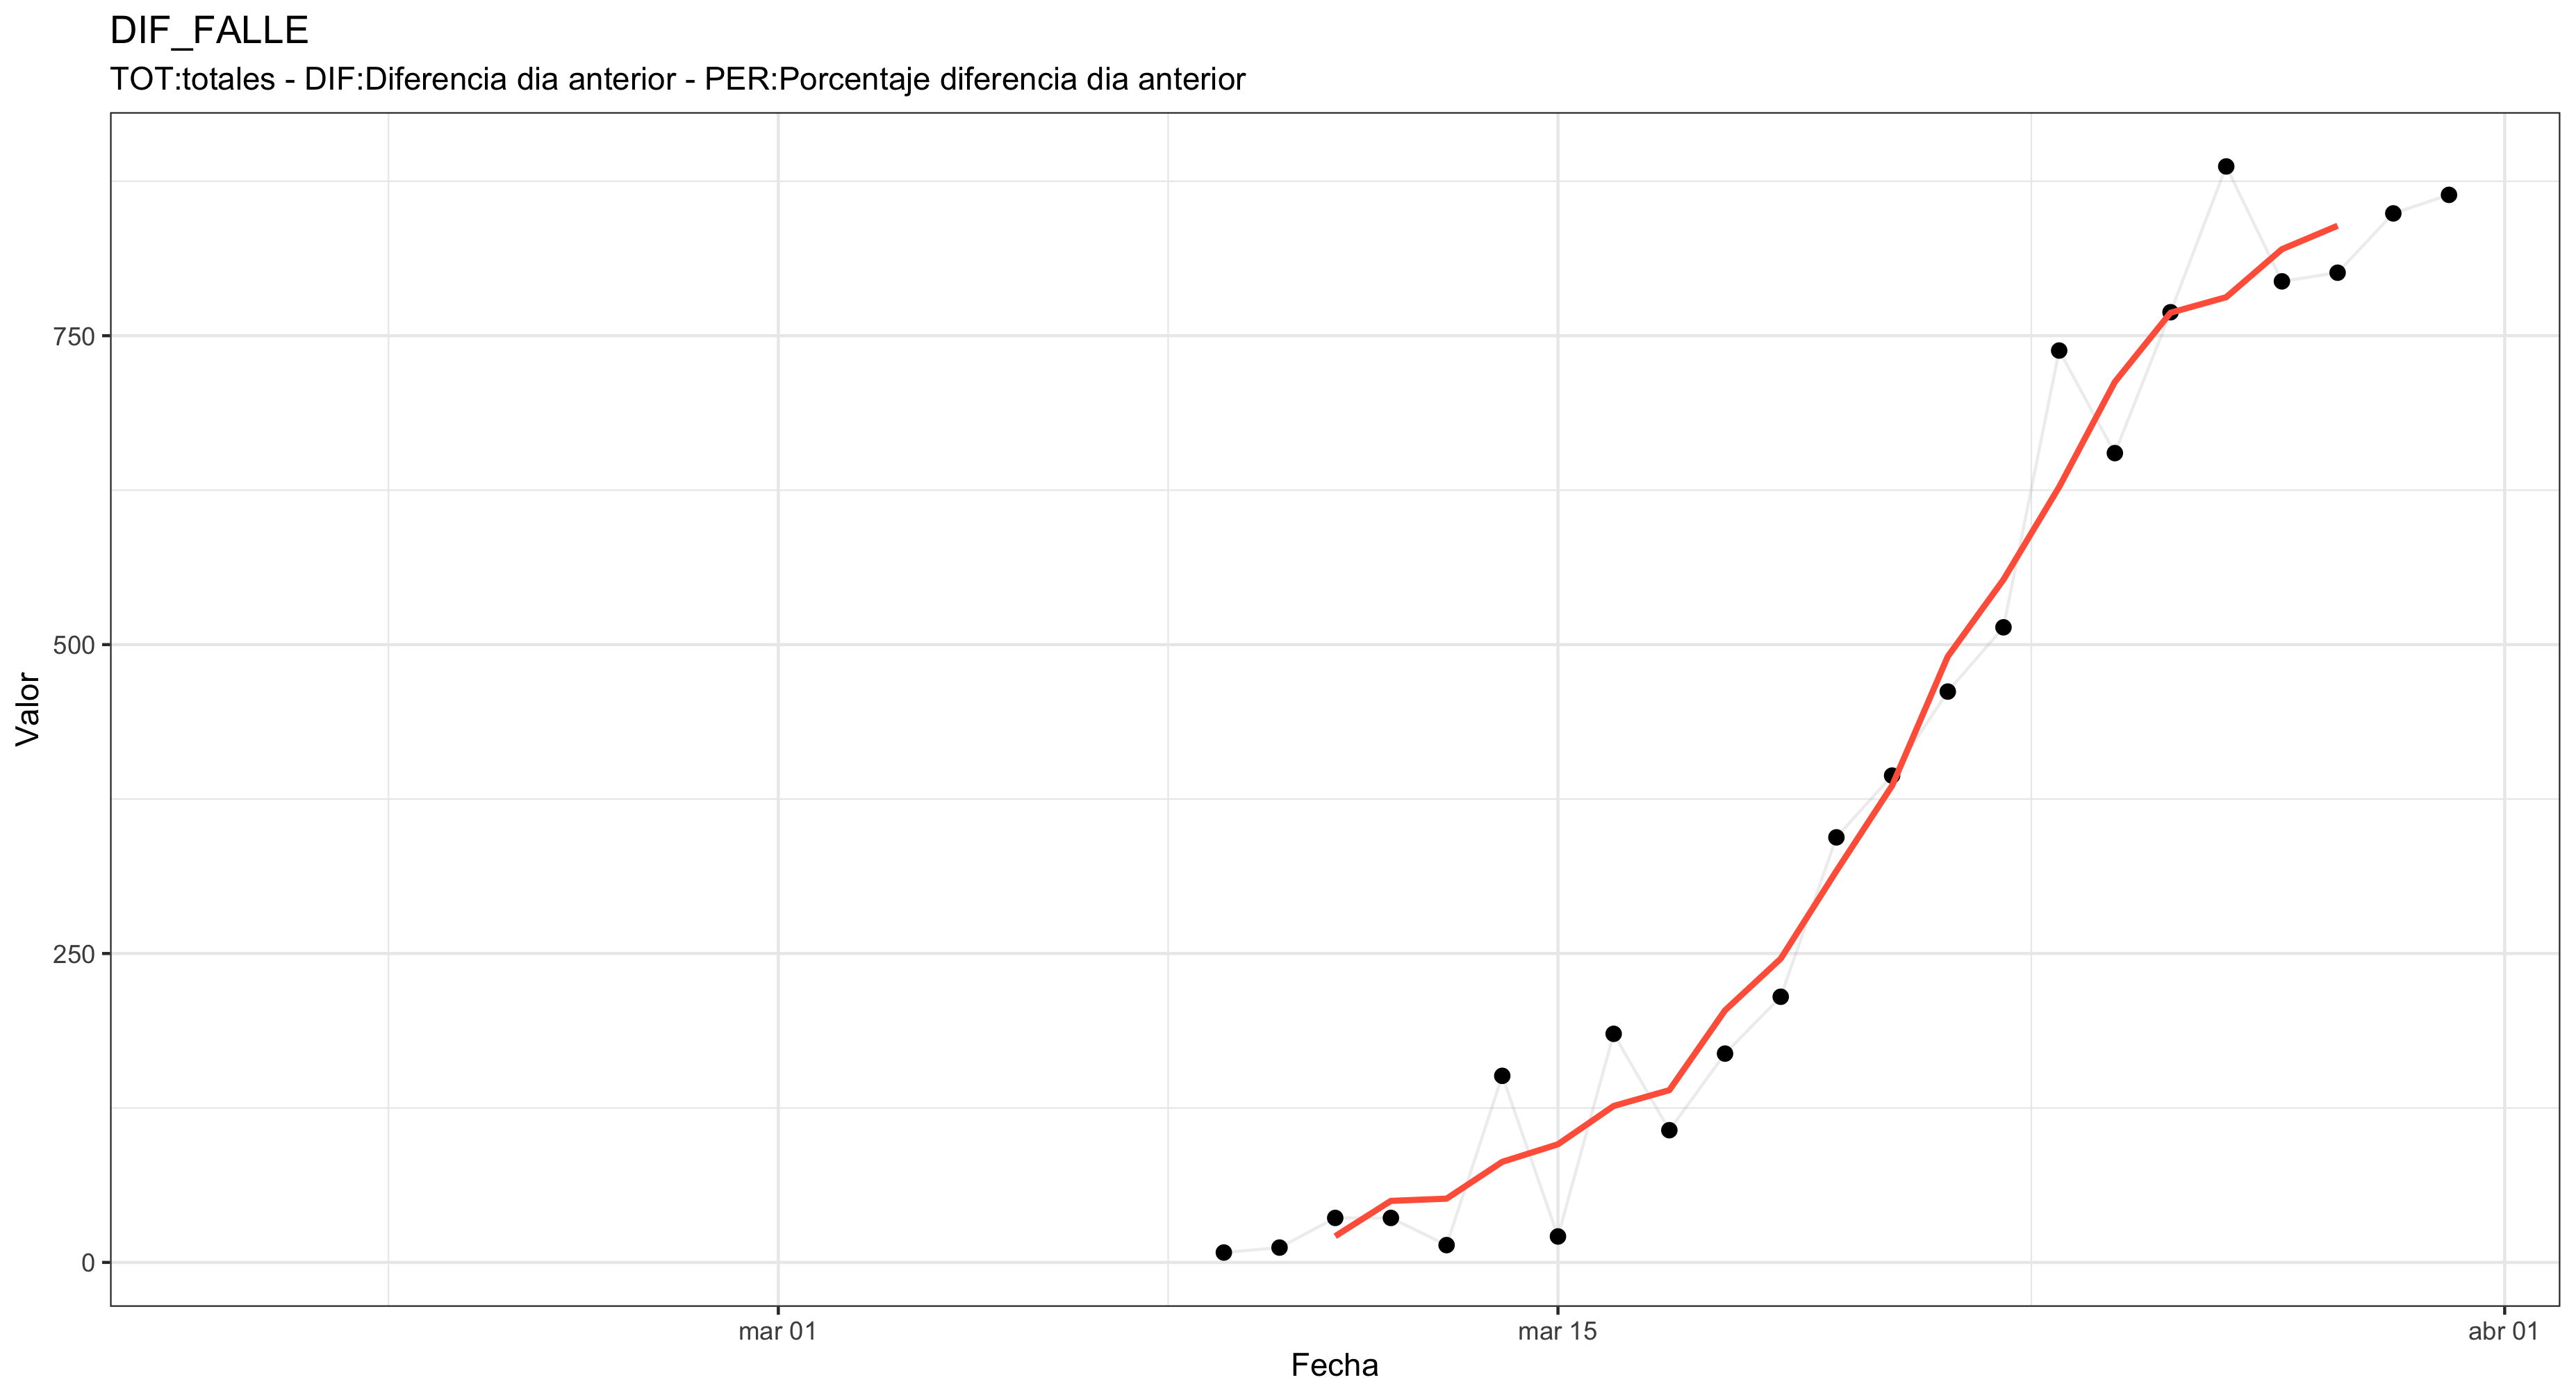 DIF_FALLE
TOT:totales - DIF:Diferencia dia anterior - PER:Porcentaje diferencia dia anterior
Valor
750
500
250
0
mar 01
mar 15
abr 01
Fecha